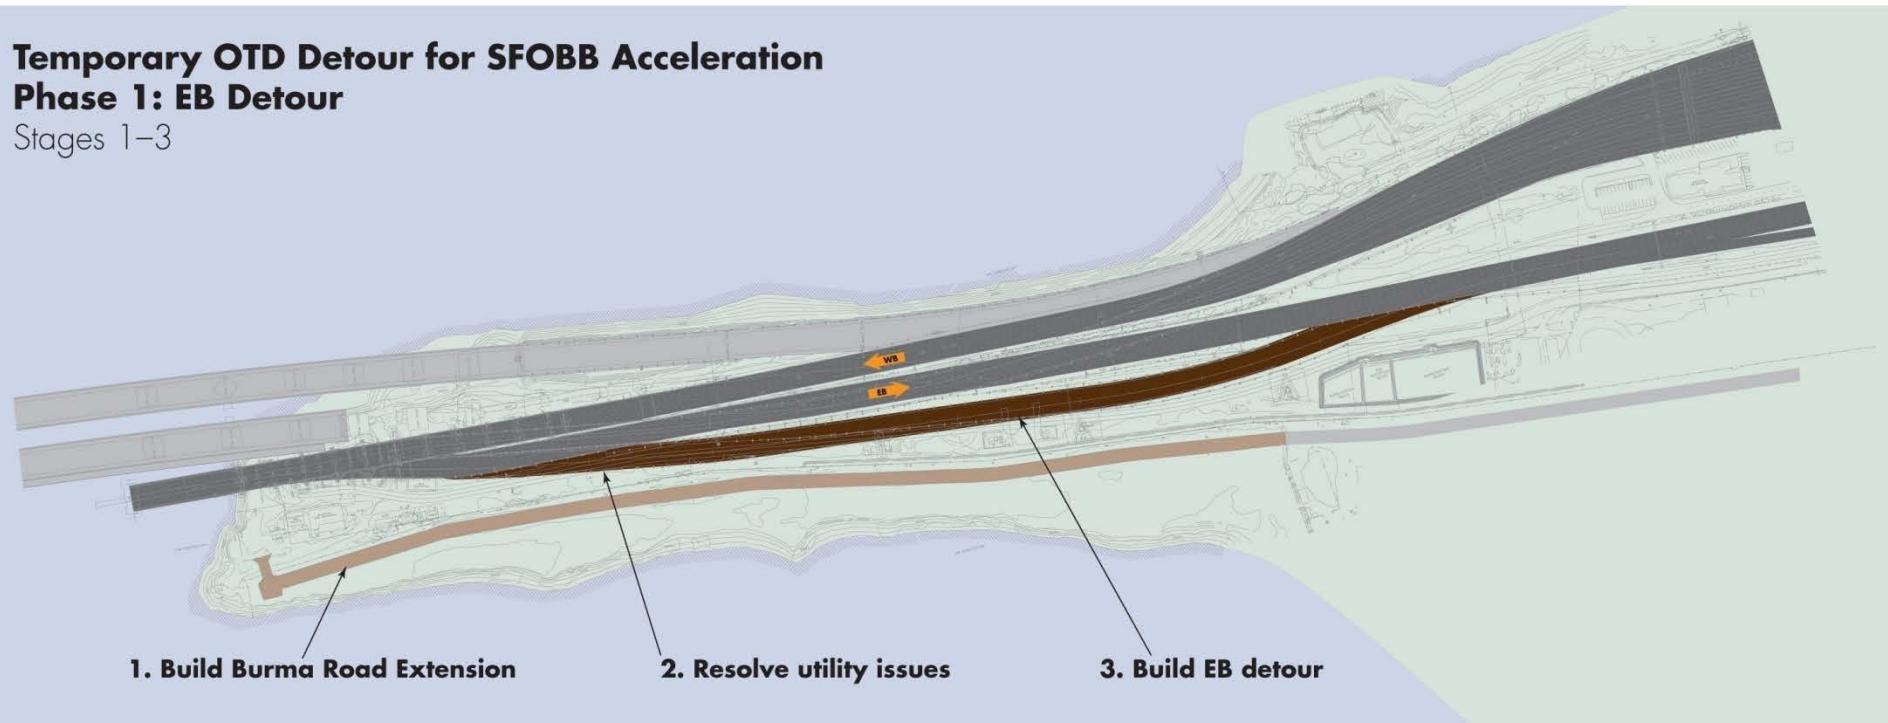 Temporary OTD Detour for SFOBB Acceleration
Phase 1: EB Detour
Stages 1–3
WB
EB
1. Build Burma Road Extension
2. Resolve utility issues
3. Build EB detour